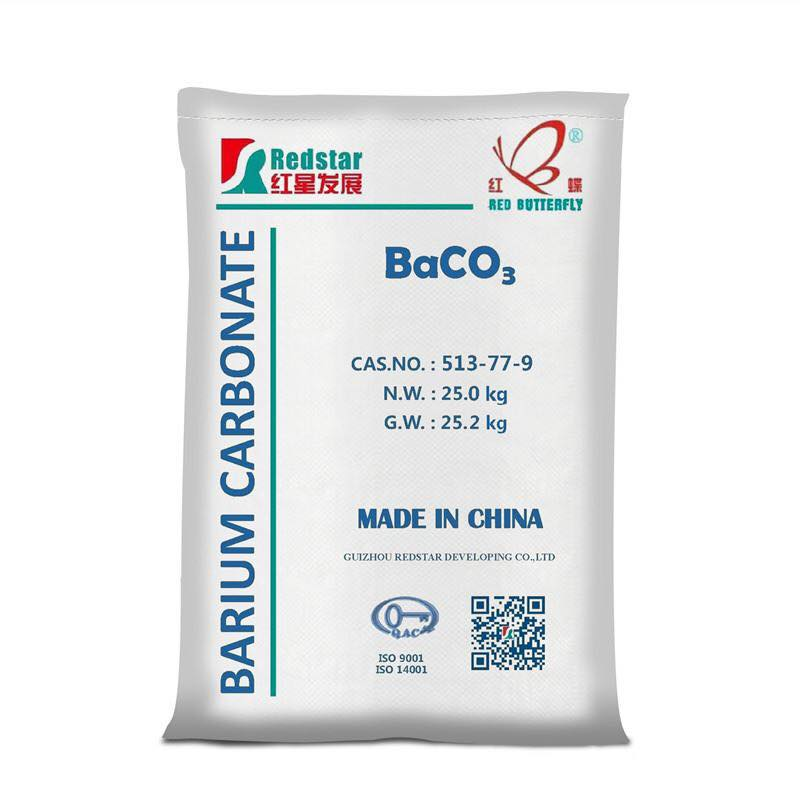 Redstar
红星发展
®
红 蝶
RED BUTTERFLY
BARIUM CARBONATE
BaCO₃
CAS.NO. : 513-77-9
N.W. : 25.0 kg
G.W. : 25.2 kg
MADE IN CHINA
GUIZHOU REDSTAR DEVELOPING CO.,LTD
QAC
ISO 9001
ISO 14001